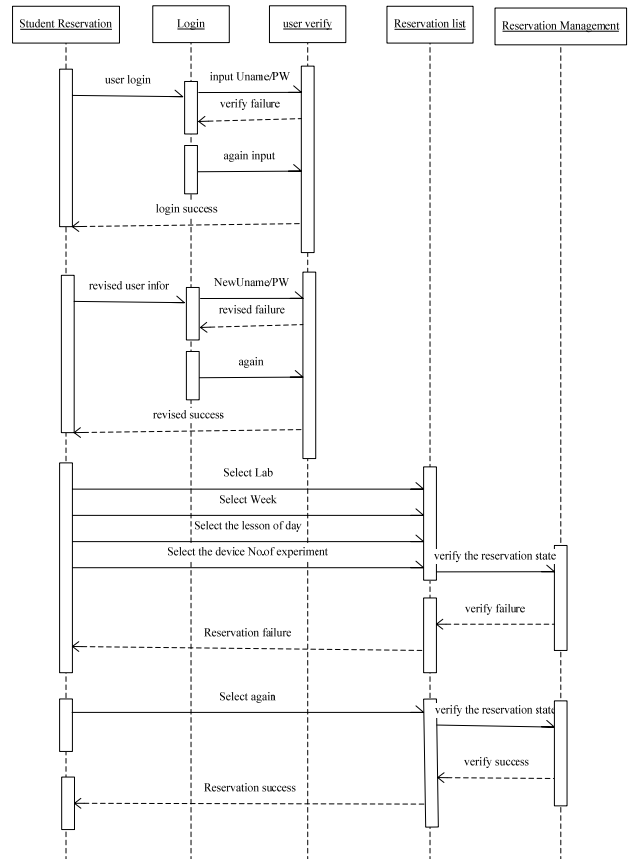 Student Reservation
Login
user verify
Reservation list
Reservation Management
user login
input Uname/PW
verify failure
again input
login success
revised user infor
NewUname/PW
revised failure
again
revised success
Select Lab
Select Week
Select the lesson of day
Select the device No.of experiment
verify the reservation state
verify failure
Reservation failure
Select again
verify the reservation state
verify success
Reservation success